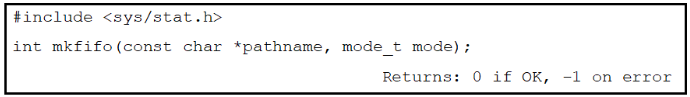 #include <sys/stat.h>
int mkfifo(const char *pathname, mode_t mode);
Returns: 0 if OK, -1 on error